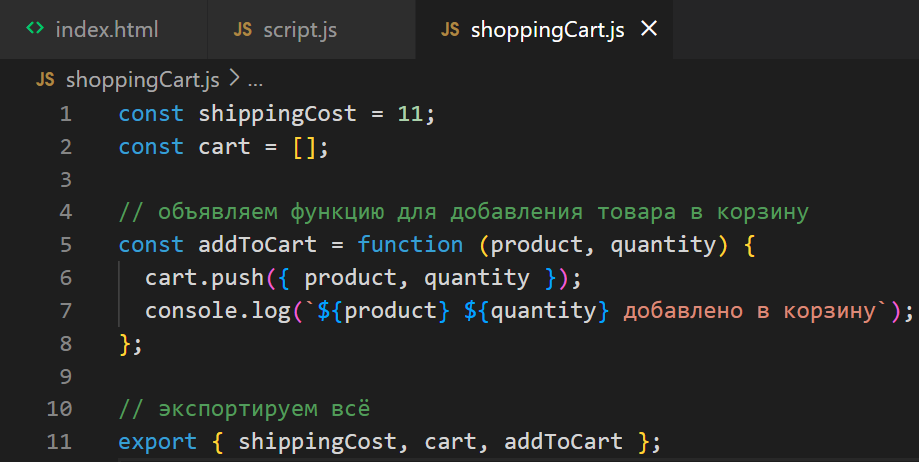 index.html JS script.js JS shoppingCart.js
JS shoppingCart.js > ...
1 const shippingCost = 11;
2 const cart = [];
3
4 // объявляем функцию для добавления товара в корзину
5 const addToCart = function (product, quantity) {
6 cart.push({ product, quantity });
7 console.log(`${product} ${quantity} добавлено в корзину`);
8 };
9
10 // экспортируем всё
11 export { shippingCost, cart, addToCart };